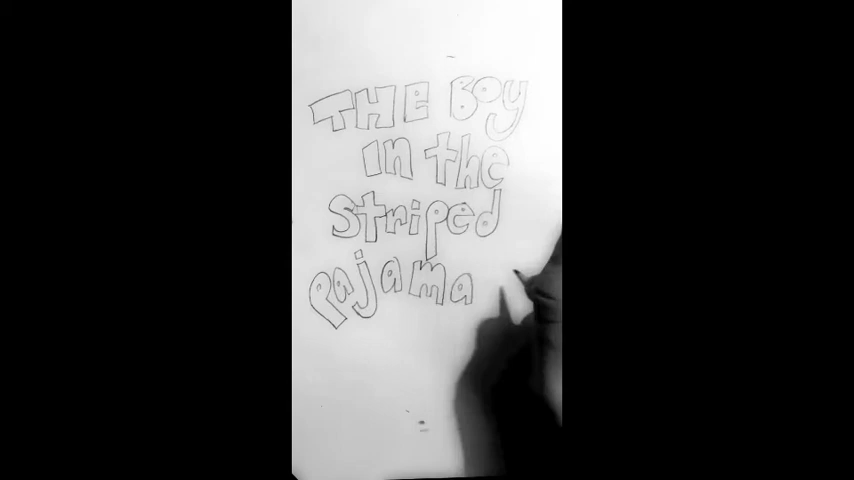 THE BOY
in the
striped
pajama